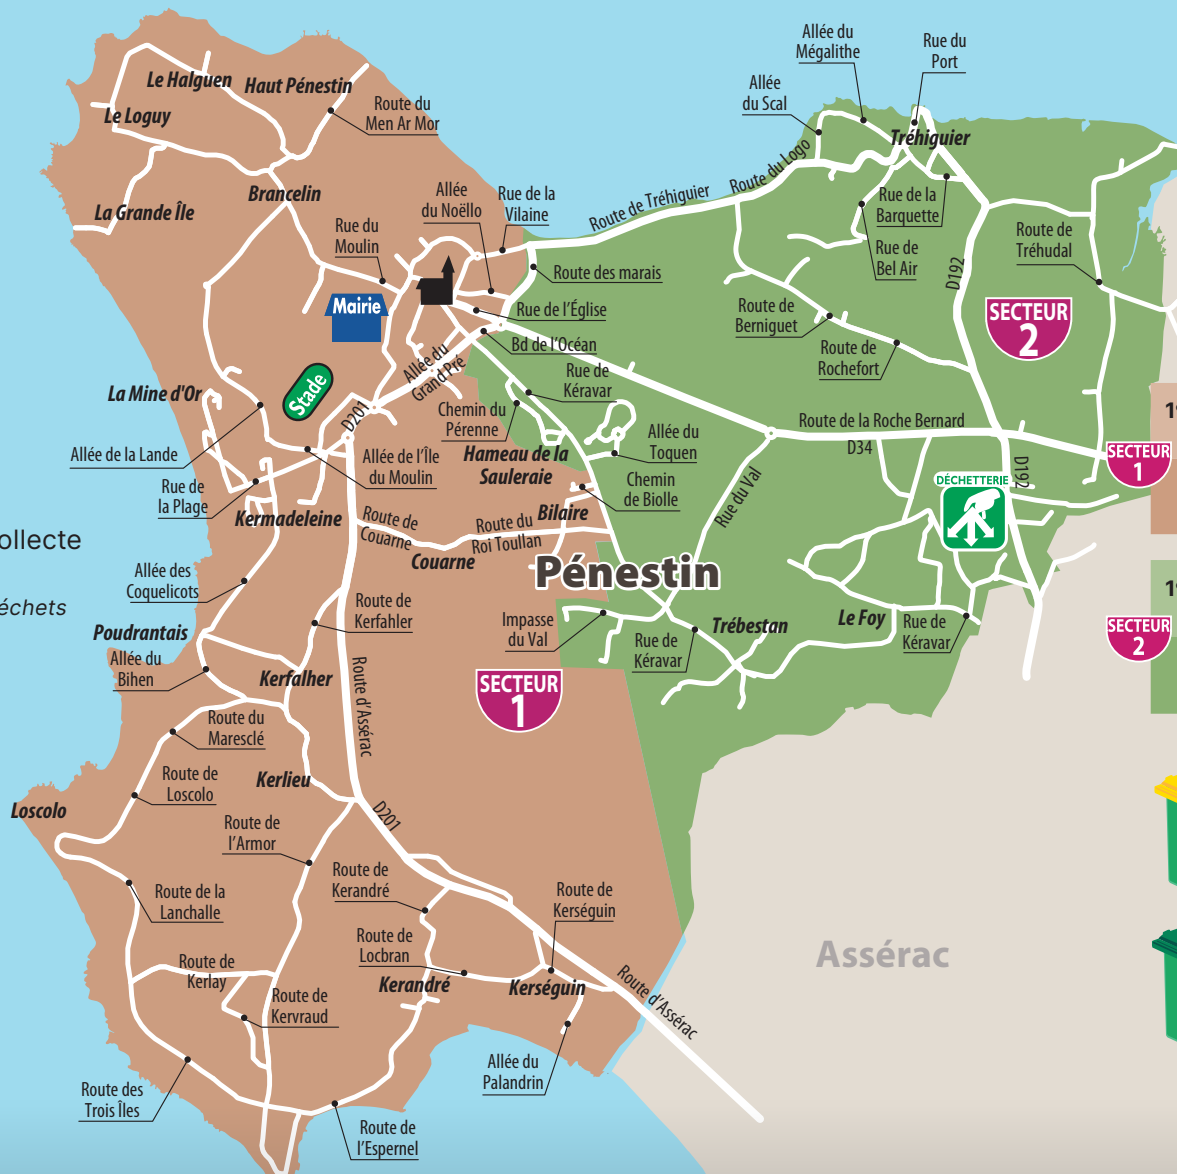 Allée du
Mégalithe
Rue du
Port
Allée
du Scal
Le Halguen
Haut Pénestin
Route du
Men Ar Mor
Le Loguy
Tréhiguier
Route du Logo
Brancelin
Allée
du Noëllo
Rue de la
Vilaine
Route de Tréhiguier
Rue de la
Barquette
La Grande Île
Rue du
Moulin
Rue de
Bel Air
Route de
Tréhudal
Route des marais
D192
Mairie
Rue de l'Église
Route de
Berniguet
SECTEUR
2
Bd de l'Océan
Route de
Rochefort
Allée du
Grand Pré
Rue de
Kéravar
La Mine d'Or
Stade
D201
Chemin du
Pérenne
Route de la Roche Bernard
D34
Allée du
Toquen
Allée de la Lande
Allée de l'Île
du Moulin
Hameau de la
Sauleraie
SECTEUR
1
D192
Rue de
la Plage
Chemin
de Biolle
Rue du Val
DÉCHETTERIE
Kermadeleine
Route de
Couarne
Route du
Roi Toullan
Bilaire
ollecte
Couarne
Pénestin
Allée des
Coquelicots
échets
Route de
Kerfahler
Impasse
du Val
Trébestan
Le Foy
Rue de
Kéravar
SECTEUR
2
Poudrantais
Rue de
Kéravar
Allée du
Bihen
Kerfalher
SECTEUR
1
Route d'Assérac
Route du
Maresclé
Route de
Loscolo
Kerlieu
Loscolo
D201
Route de
l'Armor
Route de
Kerandré
Route de
Kerséguin
Route de la
Lanchalle
Route de
Locbran
Assérac
Route de
Kerlay
Kerandré
Kerséguin
Route d'Assérac
Route de
Kervraud
Allée du
Palandrin
Route des
Trois Îles
Route de
l'Espernel